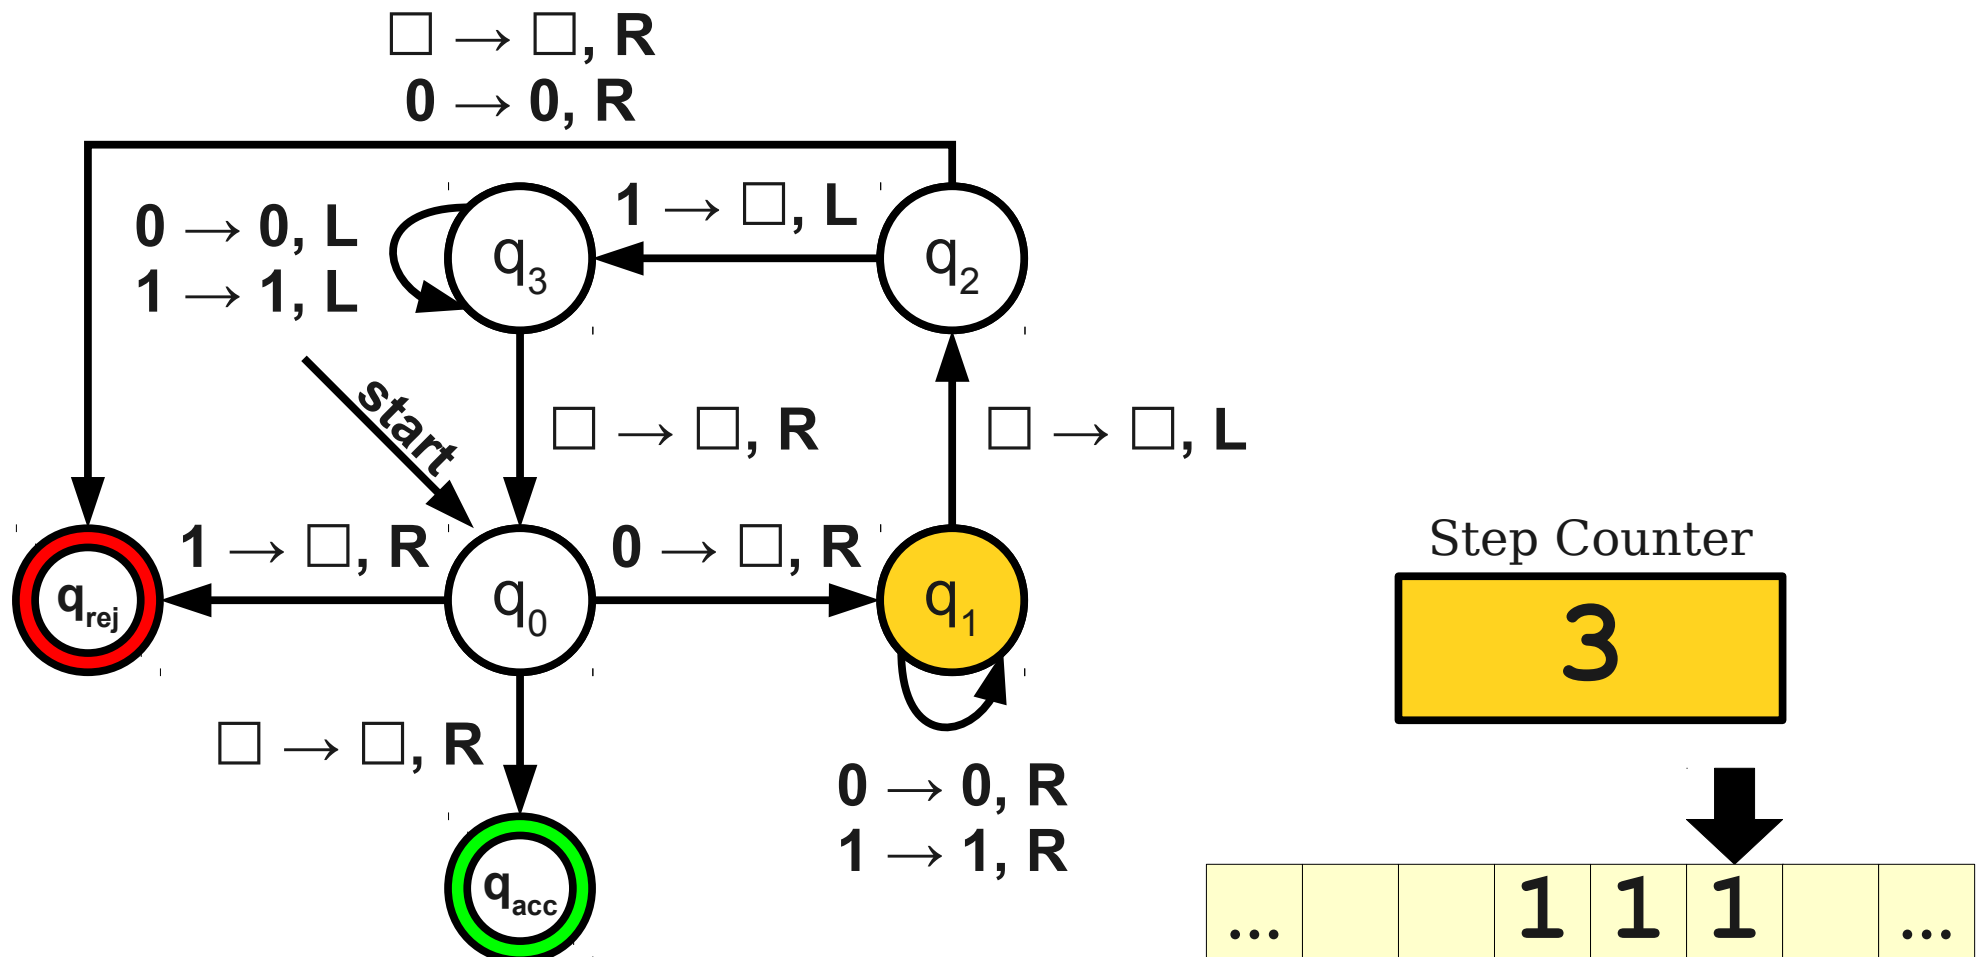 □ → □, R
0 → 0, R
0 → 0, L
1 → 1, L
q3
1 → □, L
q2
start
□ → □, R
□ → □, L
qrej
1 → □, R
q0
0 → □, R
q1
□ → □, R
qacc
0 → 0, R
1 → 1, R
Step Counter
3
... 1 1 1 ...